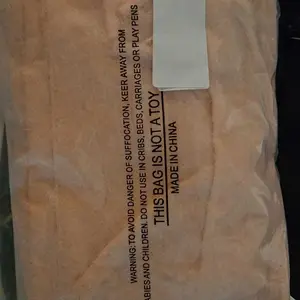 WARNING: TO AVOID DANGER OF SUFFOCATION, KEEP AWAY FROM
BABIES AND CHILDREN. DO NOT USE IN CRIBS, BEDS, CARRIAGES OR PLAY PENS
THIS BAG IS NOT A TOY
MADE IN CHINA